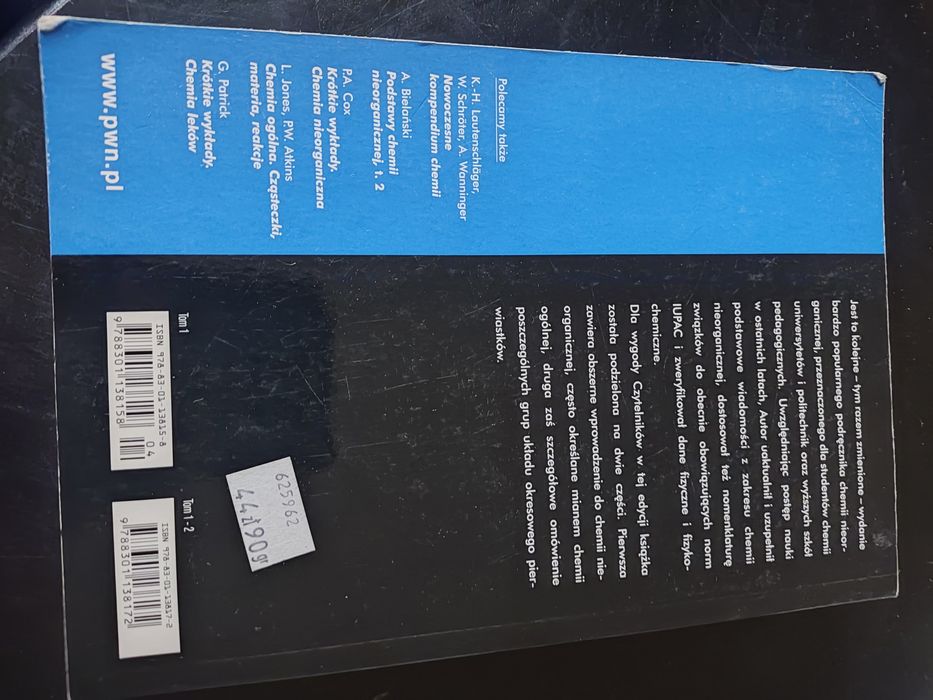 Polecamy także
K.-H. Lautenschläger,
W. Schröter, A. Wanninger
Nowoczesne
kompendium chemii
A. Bielański
Podstawy chemii
nieorganicznej, t. 2
P.A. Cox
Krótkie wykłady.
Chemia nieorganiczna
L. Jones, P.W. Atkins
Chemia ogólna. Cząsteczki,
materia, reakcje
G. Patrick
Krótkie wykłady.
Chemia leków
www.pwn.pl
Jest to kolejne – tym razem zmienione – wydanie
bardzo popularnego podręcznika chemii nieor-
ganicznej, przeznaczonego dla studentów chemii
uniwersytetów i politechnik oraz wyższych szkół
pedagogicznych. Uwzględniając postęp nauki
w ostatnich latach, Autor uaktualnił i uzupełnił
podstawowe wiadomości z zakresu chemii
nieorganicznej, dostosował też nomenklaturę
związków do obecnie obowiązujących norm
IUPAC i zweryfikował dane fizyczne i fizyko-
chemiczne.
Dla wygody Czytelników w tej edycji książka
została podzielona na dwie części. Pierwsza
zawiera obszerne wprowadzenie do chemii nie-
organicznej, często określane mianem chemii
ogólnej, druga zaś szczegółowe omówienie
poszczególnych grup układu okresowego pier-
wiastków.
625962
44zł90gr
Tom 1
ISBN 978-83-01-13815-8
04
9 788301 138158
Tom 1 - 2
ISBN 978-83-01-13817-2
9 788301 138172